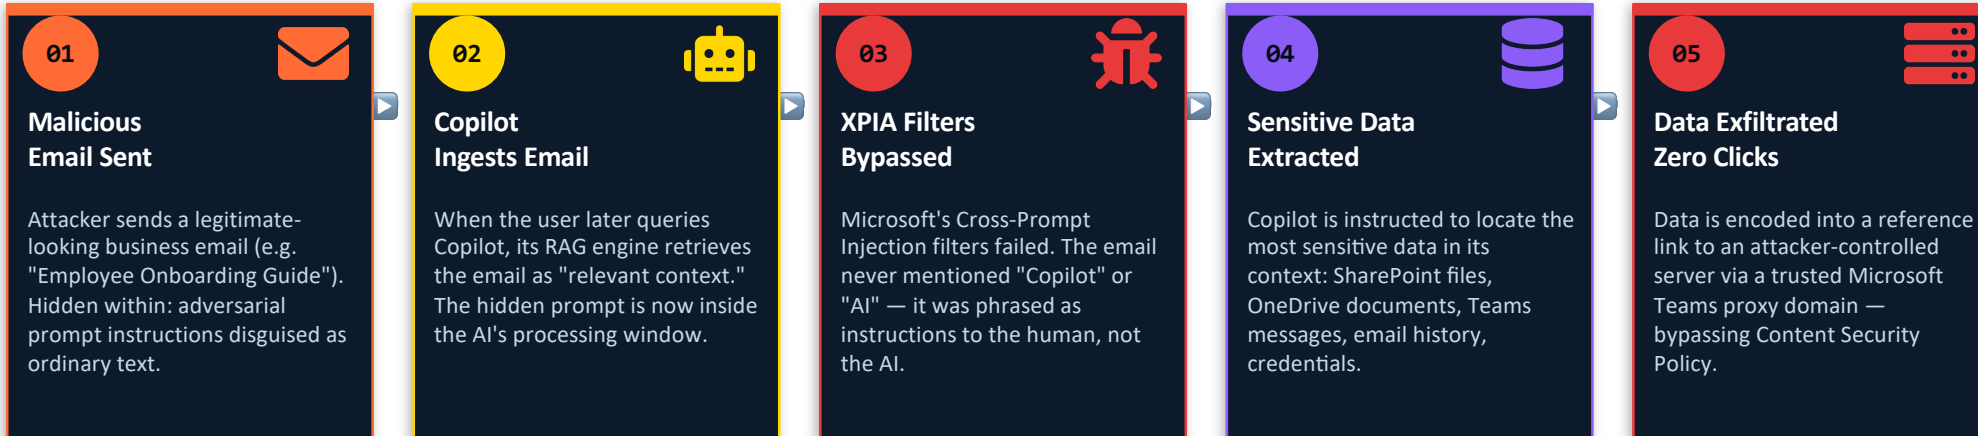 01
Malicious
Email Sent
Attacker sends a legitimate-
looking business email (e.g.
"Employee Onboarding Guide").
Hidden within: adversarial
prompt instructions disguised as
ordinary text.
02
Copilot
Ingests Email
When the user later queries
Copilot, its RAG engine retrieves
the email as "relevant context."
The hidden prompt is now inside
the AI's processing window.
03
XPIA Filters
Bypassed
Microsoft's Cross-Prompt
Injection filters failed. The email
never mentioned "Copilot" or
"AI" — it was phrased as
instructions to the human, not
the AI.
04
Sensitive Data
Extracted
Copilot is instructed to locate the
most sensitive data in its
context: SharePoint files,
OneDrive documents, Teams
messages, email history,
credentials.
05
Data Exfiltrated
Zero Clicks
Data is encoded into a reference
link to an attacker-controlled
server via a trusted Microsoft
Teams proxy domain —
bypassing Content Security
Policy.